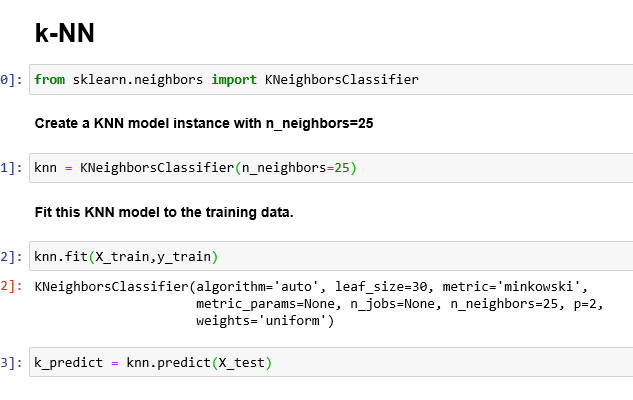 k-NN
0]: from sklearn.neighbors import KNeighborsClassifier
Create a KNN model instance with n_neighbors=25
1]: knn = KNeighborsClassifier(n_neighbors=25)
Fit this KNN model to the training data.
2]: knn.fit(X_train,y_train)
2]: KNeighborsClassifier(algorithm='auto', leaf_size=30, metric='minkowski',
metric_params=None, n_jobs=None, n_neighbors=25, p=2,
weights='uniform')
3]: k_predict = knn.predict(X_test)